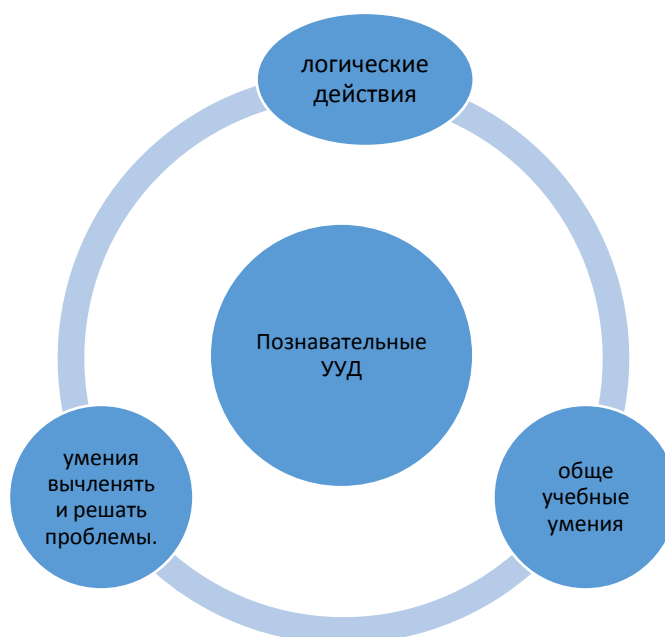 логические
действия
Познавательные
УУД
умения
вычленять
и решать
проблемы.
обще
учебные
умения